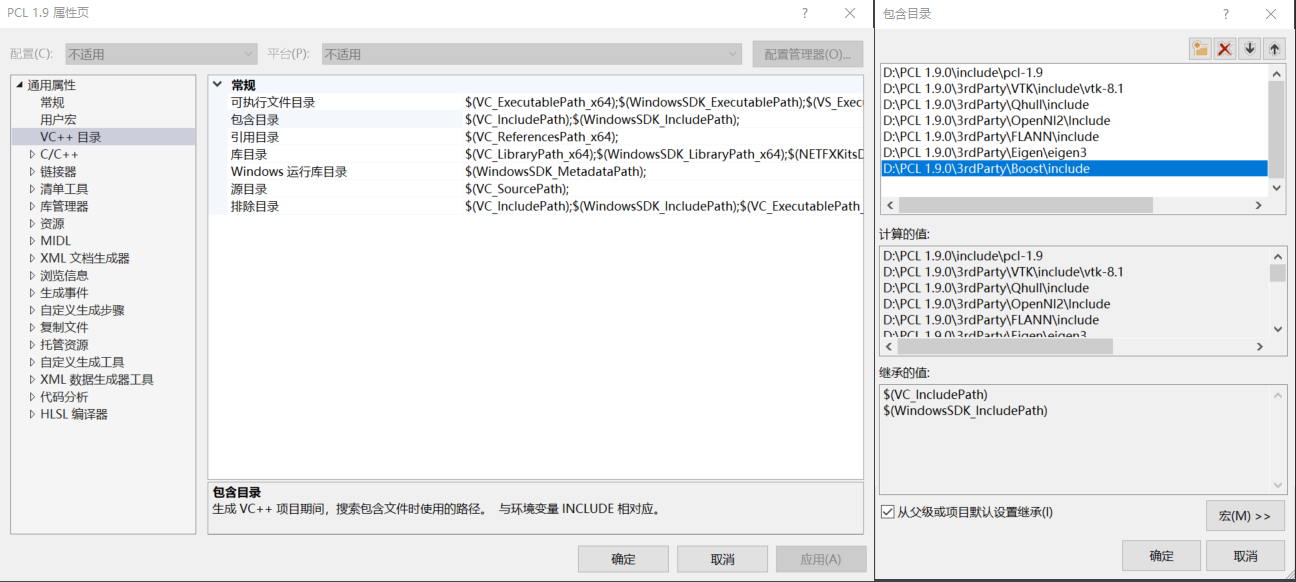 PCL 1.9 属性页
配置(C): 不适用 平台(P): 不适用 配置管理器(O)...
通用属性
常规
用户宏
VC++ 目录
C/C++
链接器
清单工具
库管理器
资源
MIDL
XML 文档生成器
浏览信息
生成事件
自定义生成步骤
复制文件
托管资源
自定义生成工具
XML 数据生成器工具
代码分析
HLSL 编译器
常规
可执行文件目录 $(VC_ExecutablePath_x64);$(WindowsSDK_ExecutablePath);$(VS_Exec
包含目录 $(VC_IncludePath);$(WindowsSDK_IncludePath);
引用目录 $(VC_ReferencesPath_x64);
库目录 $(VC_LibraryPath_x64);$(WindowsSDK_LibraryPath_x64);$(NETFXKitsD
Windows 运行库目录 $(WindowsSDK_MetadataPath);
源目录 $(VC_SourcePath);
排除目录 $(VC_IncludePath);$(WindowsSDK_IncludePath);$(VC_ExecutablePath_
包含目录
生成 VC++ 项目期间，搜索包含文件时使用的路径。 与环境变量 INCLUDE 相对应。
确定 取消 应用(A)
包含目录
D:\PCL 1.9.0\include\pcl-1.9
D:\PCL 1.9.0\3rdParty\VTK\include\vtk-8.1
D:\PCL 1.9.0\3rdParty\Qhull\include
D:\PCL 1.9.0\3rdParty\OpenNI2\Include
D:\PCL 1.9.0\3rdParty\FLANN\include
D:\PCL 1.9.0\3rdParty\Eigen\eigen3
D:\PCL 1.9.0\3rdParty\Boost\include
计算的值:
D:\PCL 1.9.0\include\pcl-1.9
D:\PCL 1.9.0\3rdParty\VTK\include\vtk-8.1
D:\PCL 1.9.0\3rdParty\Qhull\include
D:\PCL 1.9.0\3rdParty\OpenNI2\Include
D:\PCL 1.9.0\3rdParty\FLANN\include
D:\PCL 1.9.0\3rdParty\Eigen\eigen3
继承的值:
$(VC_IncludePath)
$(WindowsSDK_IncludePath)
从父级或项目默认设置继承(I)
宏(M) >>
确定 取消